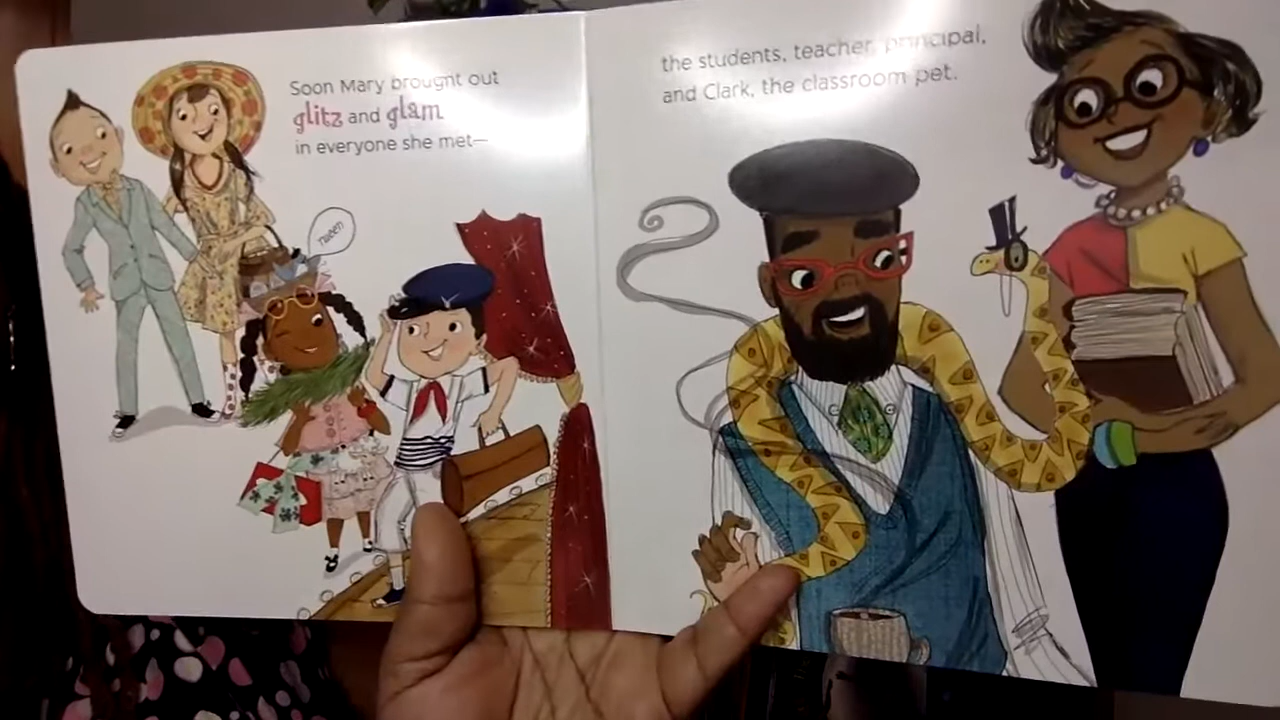 Soon Mary brought out
glitz and glam
in everyone she met—
tweet
the students, teacher, principal,
and Clark, the classroom pet.